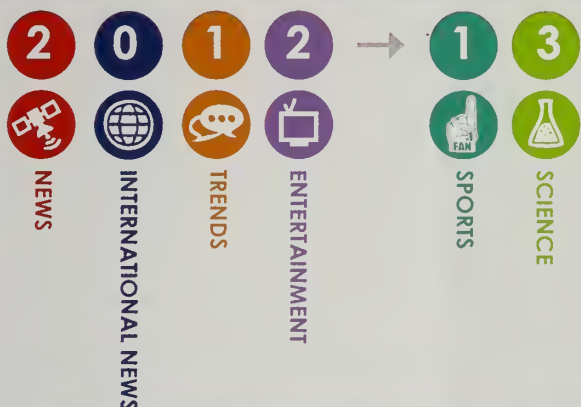 2 0 1 2 → 1 3
FAN
NEWS
INTERNATIONAL NEWS
TRENDS
ENTERTAINMENT
SPORTS
SCIENCE